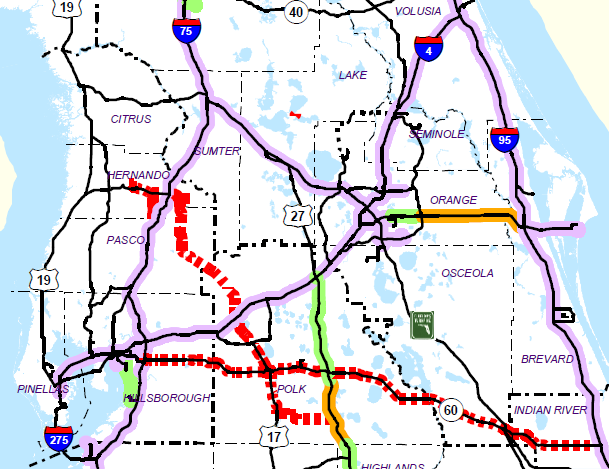 19
40
VOLUSIA
75
4
LAKE
CITRUS
SEMINOLE
95
SUMTER
HERNANDO
ORANGE
27
PASCO
OSCEOLA
19
BREVARD
PINELLAS
HILLSBOROUGH
POLK
60
INDIAN RIVER
275
17
HIGHLANDS